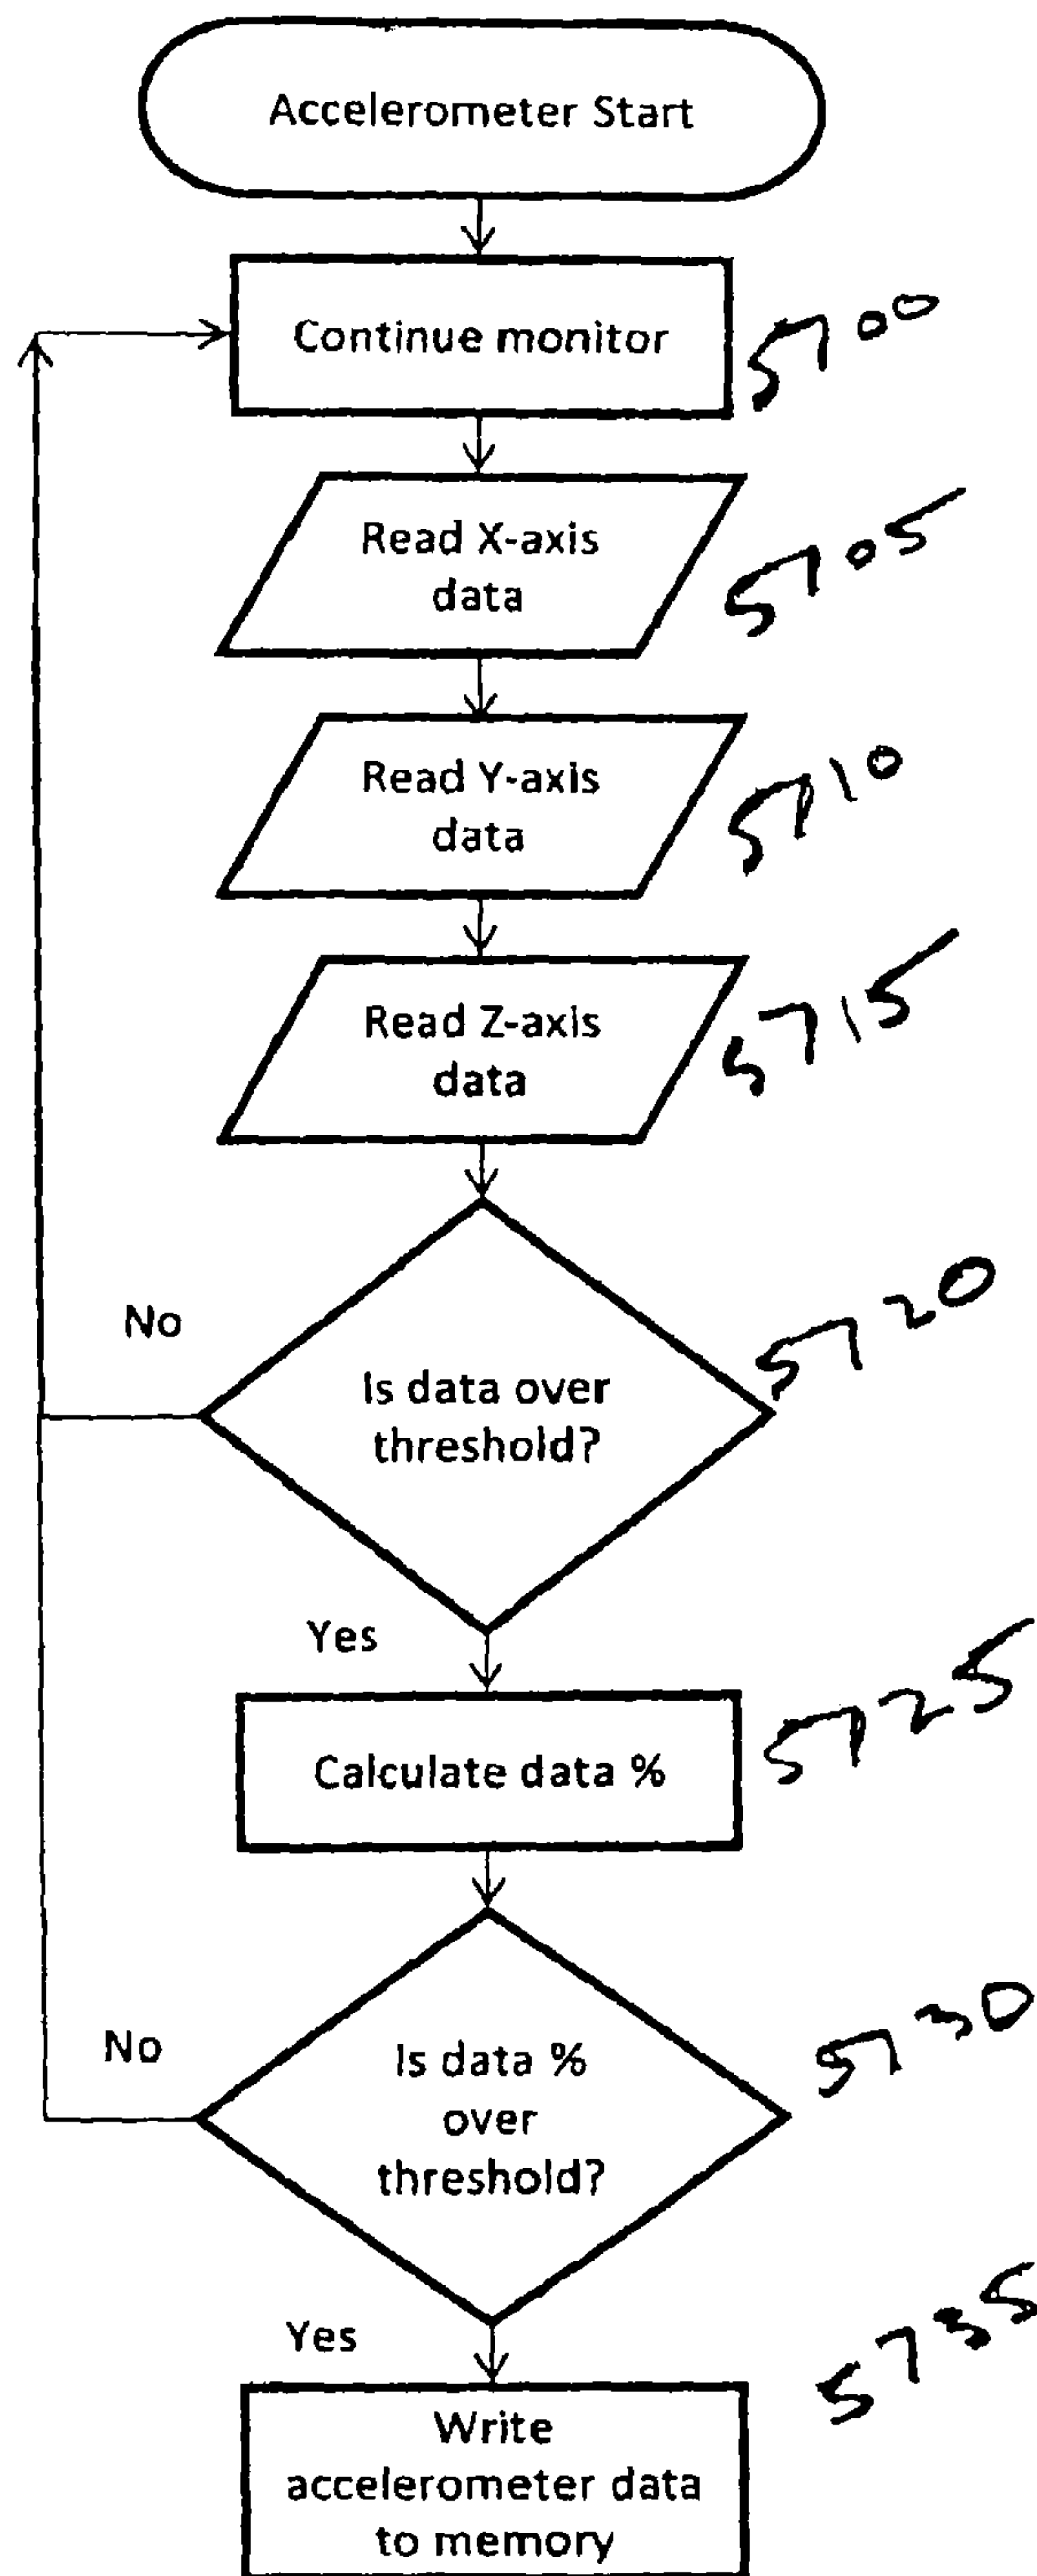 Accelerometer Start
Continue monitor
5700
Read X-axis
data
5705
Read Y-axis
data
5710
Read Z-axis
data
5715
No
Is data over
threshold?
5720
Yes
Calculate data %
5725
No
Is data %
over
threshold?
5730
Yes
Write
accelerometer data
to memory
5735